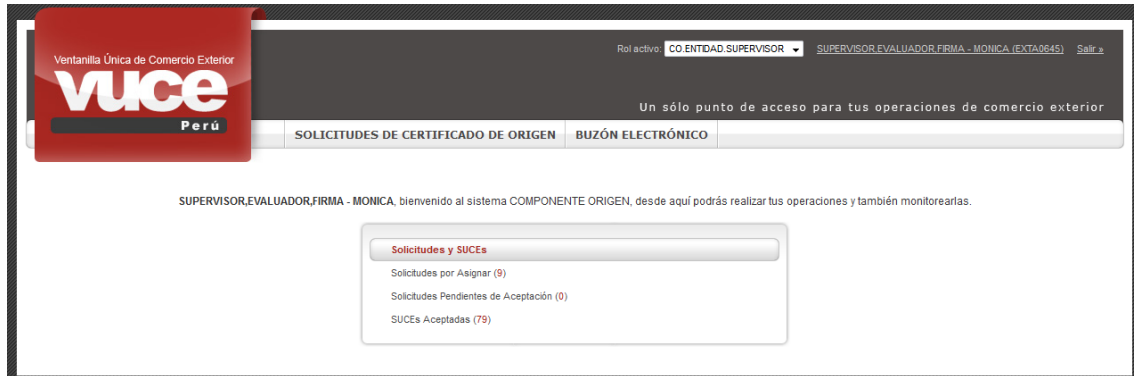 Ventanilla Única de Comercio Exterior
vuce
Perú
Rol activo: CO.ENTIDAD.SUPERVISOR SUPERVISOR,EVALUADOR,FIRMA - MONICA (EXTA0645) Salir »
Un sólo punto de acceso para tus operaciones de comercio exterior
SOLICITUDES DE CERTIFICADO DE ORIGEN BUZÓN ELECTRÓNICO
SUPERVISOR,EVALUADOR,FIRMA - MONICA, bienvenido al sistema COMPONENTE ORIGEN, desde aquí podrás realizar tus operaciones y también monitorearlas.
Solicitudes y SUCEs
Solicitudes por Asignar (9)
Solicitudes Pendientes de Aceptación (0)
SUCEs Aceptadas (79)